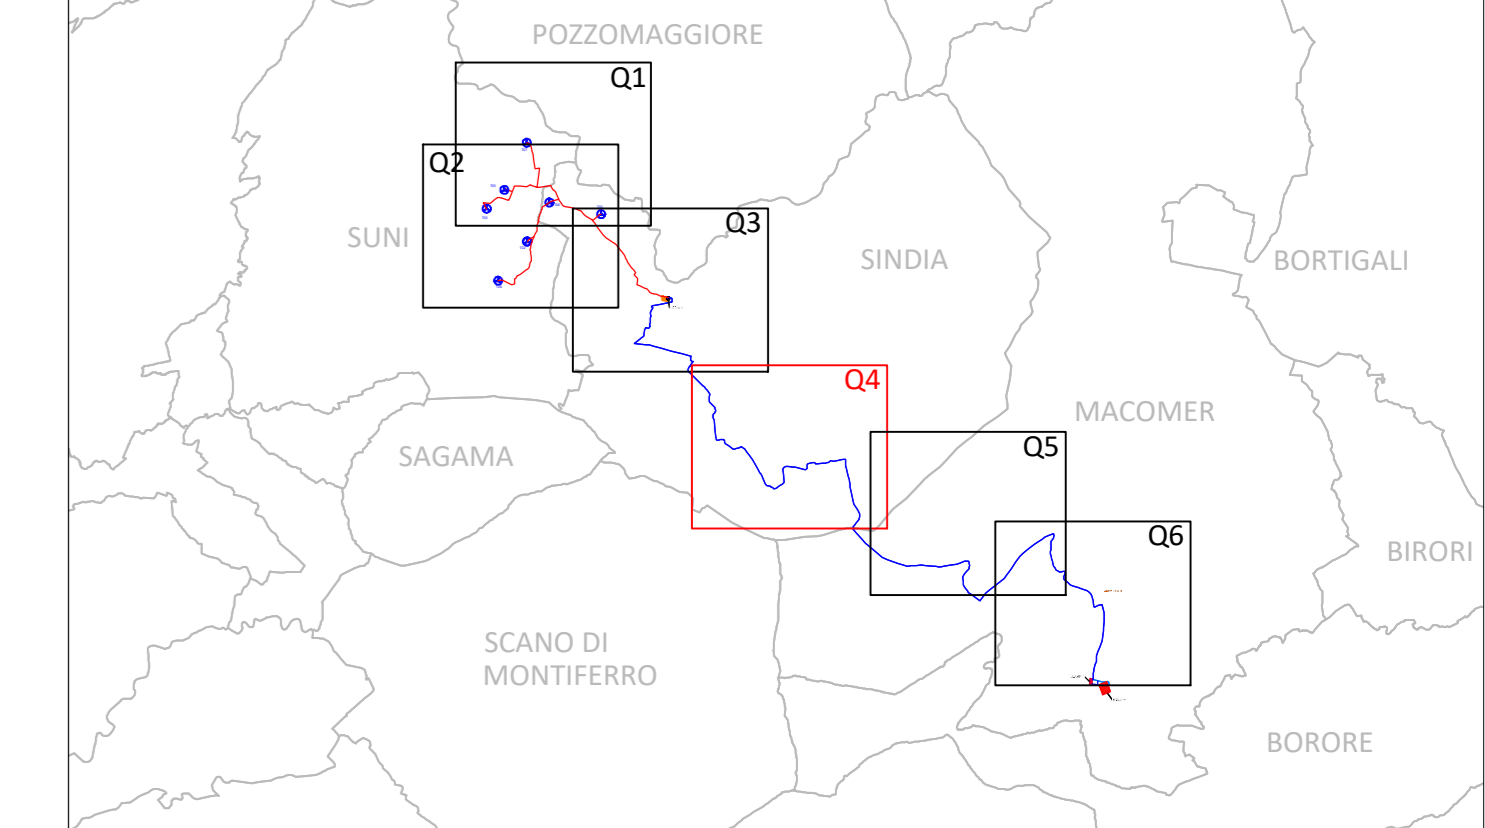 POZZOMAGGIORE
Q1
Q2
Q3
SUNI
SINDIA
BORTIGALI
Q4
MACOMER
Q5
SAGAMA
Q6
BIRORI
SCANO DI
MONTIFERRO
BORORE